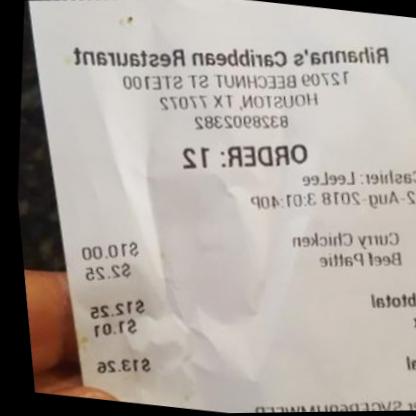 Rihanna's Caribbean Restaurant
12709 BEECHNUT ST STE100
HOUSTON, TX 77072
8328902382
ORDER: 12
Cashier: LeeLee
2-Aug-2018 3:01:40P
Curry Chicken $10.00
Beef Pattie $2.25
btotal $12.25
$1.01
al $13.26